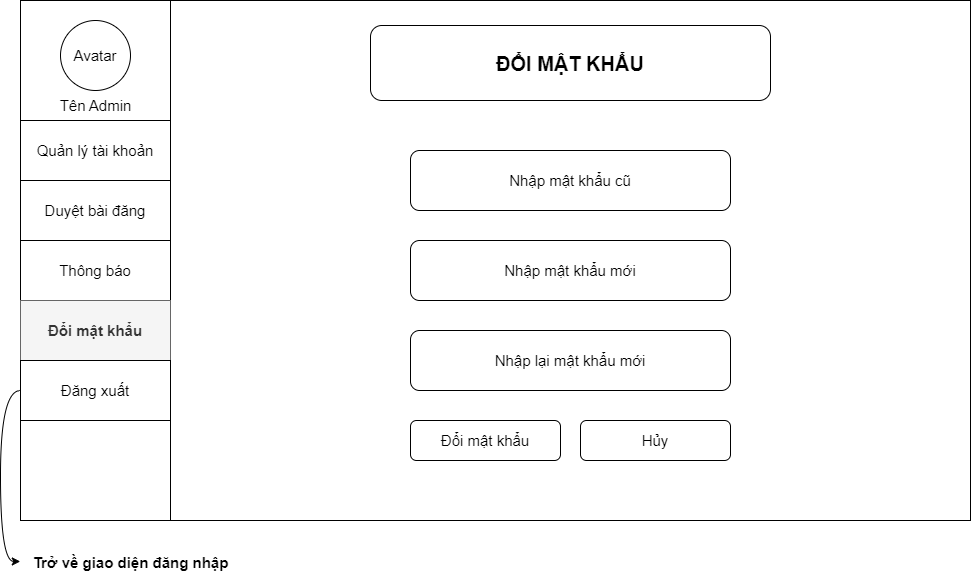 Avatar
Tên Admin
Quản lý tài khoản
Duyệt bài đăng
Thông báo
Đổi mật khẩu
Đăng xuất
ĐỔI MẬT KHẨU
Nhập mật khẩu cũ
Nhập mật khẩu mới
Nhập lại mật khẩu mới
Đổi mật khẩu
Hủy
Trở về giao diện đăng nhập